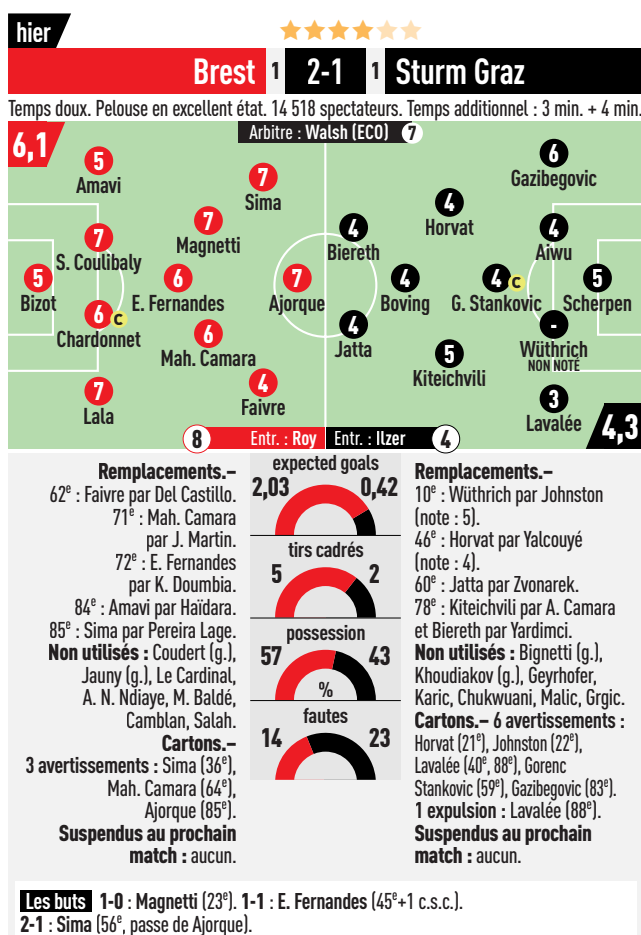 hier
Brest 1 2-1 1 Sturm Graz
Temps doux. Pelouse en excellent état. 14 518 spectateurs. Temps additionnel : 3 min. + 4 min.
6,1
Arbitre : Walsh (ECO) 7
5
Amavi
7
Sima
6
Gazibegovic
7
Magnetti
4
Horvat
4
Biereth
4
Aiwu
7
S. Coulibaly
5
Bizot
6
E. Fernandes
7
Ajorque
4
Boving
4 C
G. Stankovic
5
Scherpen
6 C
Chardonnet
6
Mah. Camara
4
Jatta
-
Wüthrich
NON NOTÉ
5
Kiteichvili
7
Lala
4
Faivre
3
Lavalée
8 Entr. : Roy
Entr. : Ilzer 4
4,3
Remplacements.–
62e : Faivre par Del Castillo.
71e : Mah. Camara
par J. Martin.
72e : E. Fernandes
par K. Doumbia.
84e : Amavi par Haïdara.
85e : Sima par Pereira Lage.
Non utilisés : Coudert (g.),
Jauny (g.), Le Cardinal,
A. N. Ndiaye, M. Baldé,
Camblan, Salah.
Cartons.–
3 avertissements : Sima (36e),
Mah. Camara (64e),
Ajorque (85e).
Suspendus au prochain
match : aucun.
expected goals
2,03 0,42
tirs cadrés
5 2
possession
57 43
%
fautes
14 23
Remplacements.–
10e : Wüthrich par Johnston
(note : 5).
46e : Horvat par Yalcouyé
(note : 4).
60e : Jatta par Zvonarek.
78e : Kiteichvili par A. Camara
et Biereth par Yardimci.
Non utilisés : Bignetti (g.),
Khoudiakov (g.), Geyrhofer,
Karic, Chukwuani, Malic, Grgic.
Cartons.– 6 avertissements :
Horvat (21e), Johnston (22e),
Lavalée (40e, 88e), Gorenc
Stankovic (59e), Gazibegovic (83e).
1 expulsion : Lavalée (88e).
Suspendus au prochain
match : aucun.
Les buts 1-0 : Magnetti (23e). 1-1 : E. Fernandes (45e+1 c.s.c.).
2-1 : Sima (56e, passe de Ajorque).